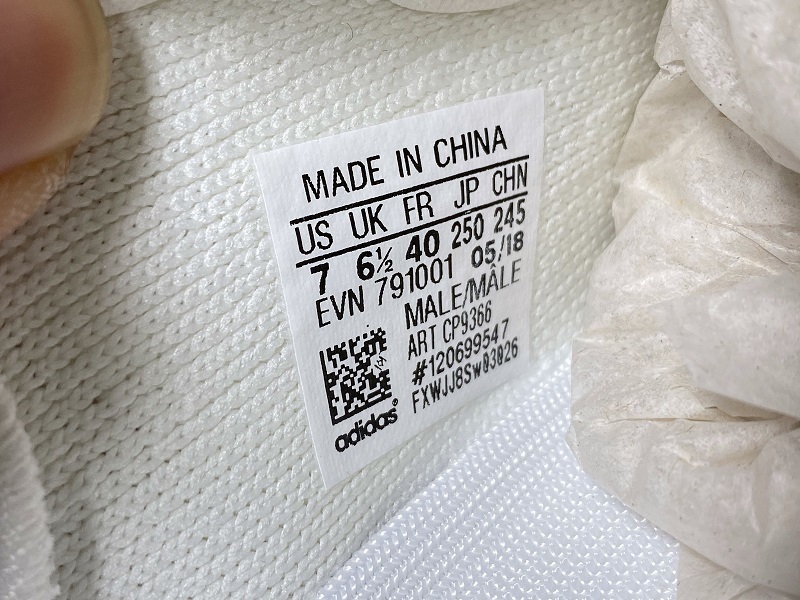 MADE IN CHINA
US UK FR JP CHN
7 6½ 40 250 245
EVN 791001 05/18
MALE/MÂLE
ART CP9366
#120699547
FXWJJ8Sw03026
adidas®